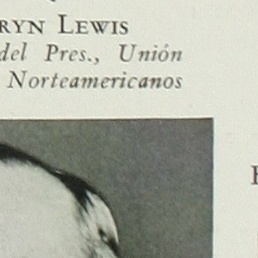 RYN LEWIS
del Pres., Unión
Norteamericanos